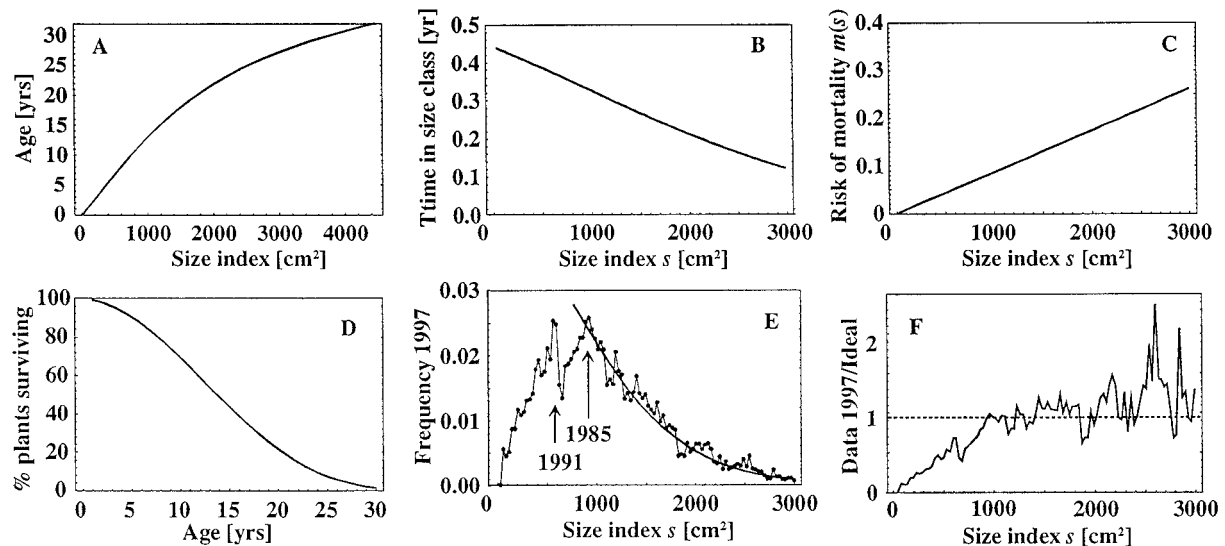 A
Age [yrs]
30
25
20
15
10
5
0
0 1000 2000 3000 4000
Size index [cm²]
B
Ttime in size class [yr]
0.5
0.4
0.3
0.2
0.1
0.0
0 1000 2000 3000
Size index s [cm²]
C
Risk of mortality m(s)
0.4
0.3
0.2
0.1
0
0 1000 2000 3000
Size index s [cm²]
D
% plants surviving
100
80
60
40
20
0
0 5 10 15 20 25 30
Age [yrs]
E
Frequency 1997
0.03
0.02
0.01
0.00
1985
1991
0 1000 2000 3000
Size index s [cm²]
F
Data 1997/Ideal
2
1
0
0 1000 2000 3000
Size index s [cm²]